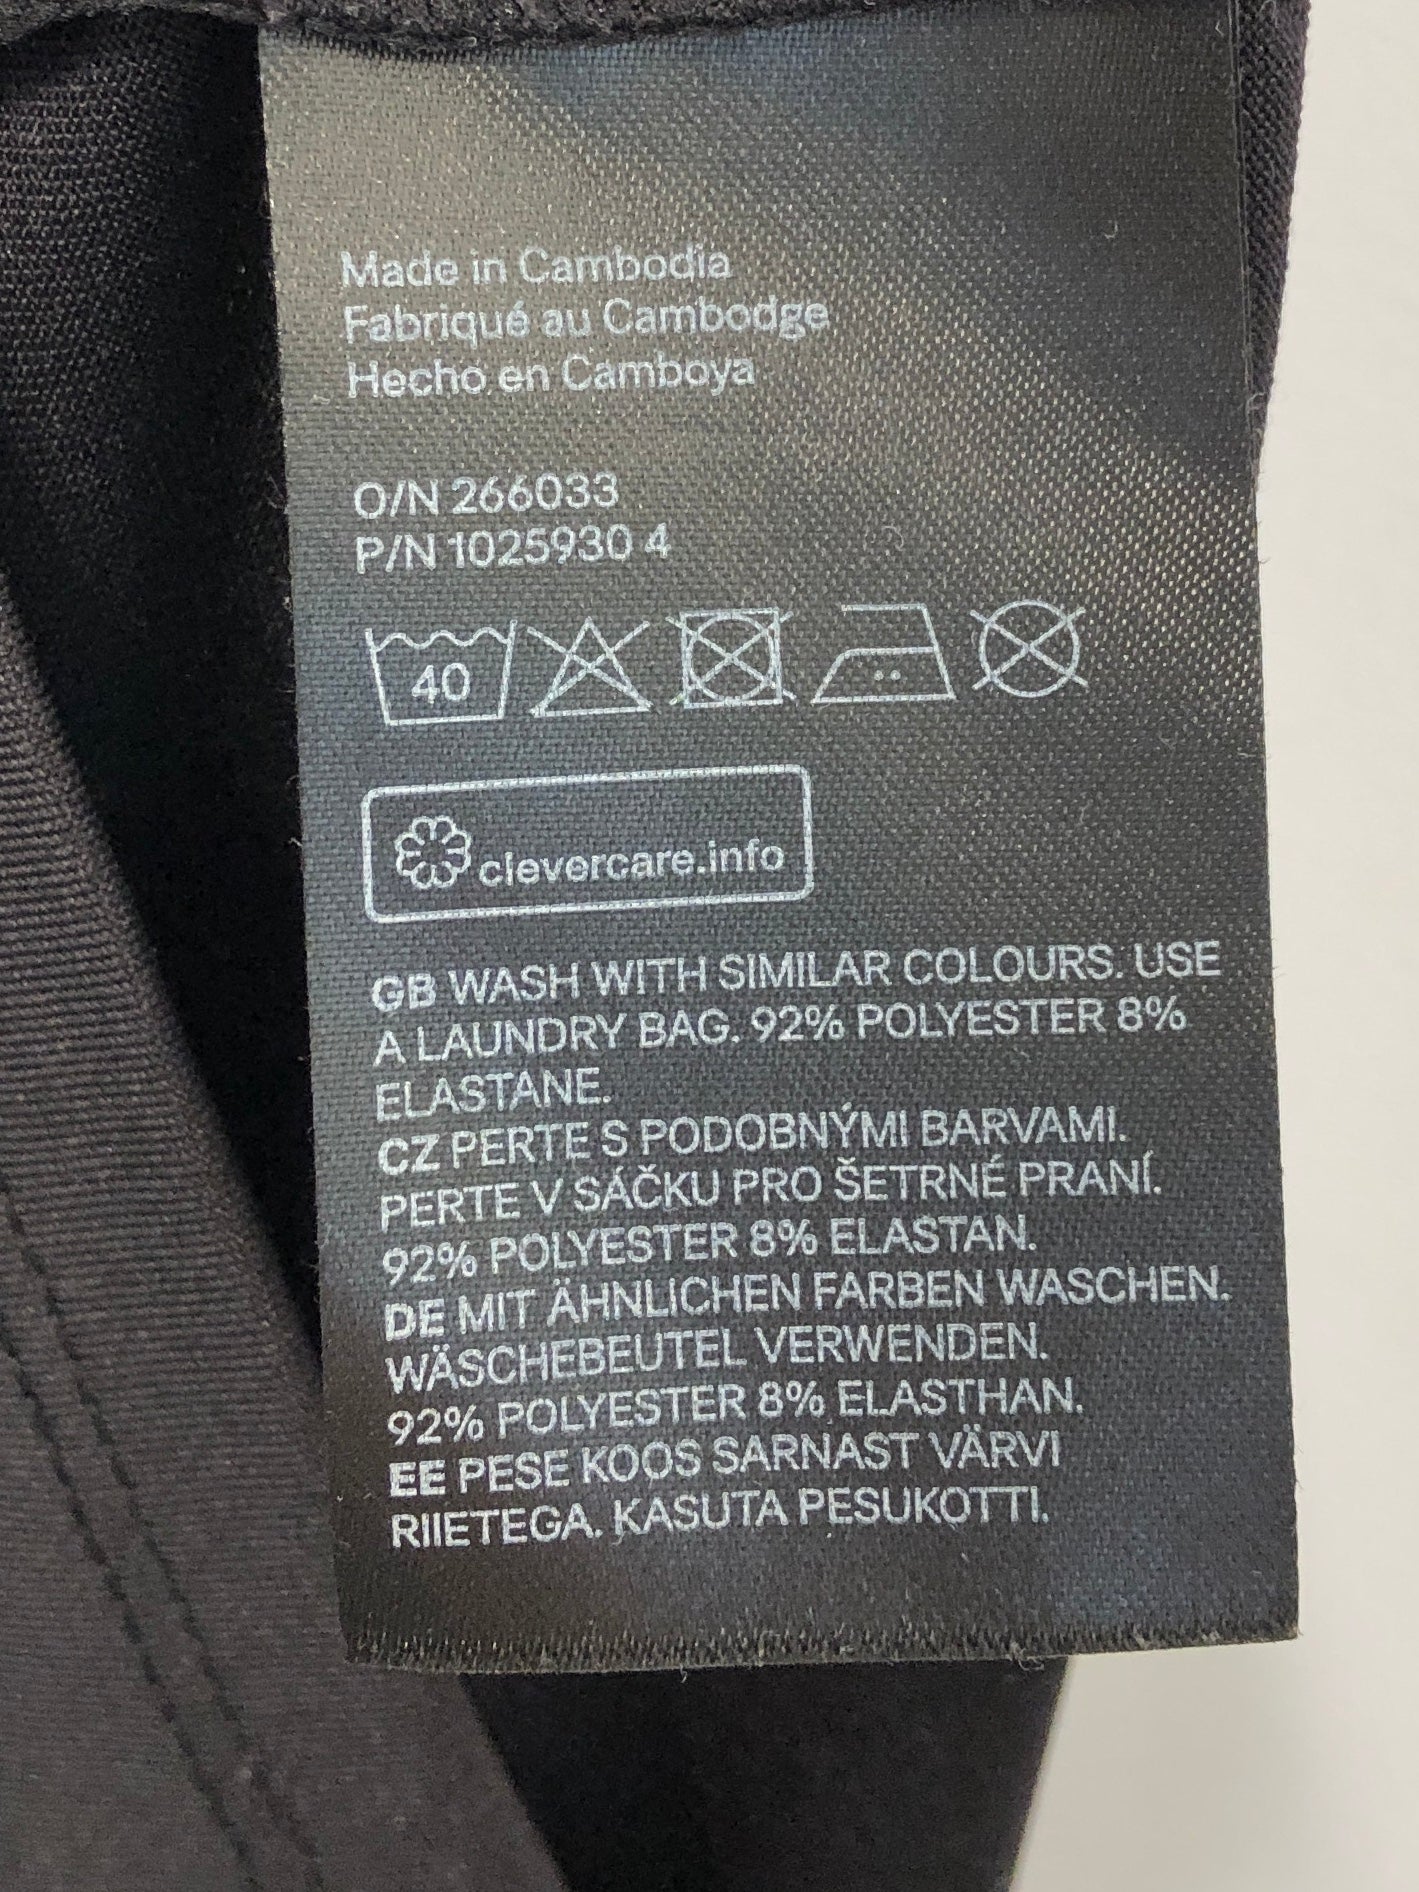 Made in Cambodia
Fabriqué au Cambodge
Hecho en Camboya
O/N 266033
P/N 1025930 4
40
clevercare.info
GB WASH WITH SIMILAR COLOURS. USE
A LAUNDRY BAG. 92% POLYESTER 8%
ELASTANE.
CZ PERTE S PODOBNÝMI BARVAMI.
PERTE V SÁČKU PRO ŠETRNÉ PRANÍ.
92% POLYESTER 8% ELASTAN.
DE MIT ÄHNLICHEN FARBEN WASCHEN.
WÄSCHEBEUTEL VERWENDEN.
92% POLYESTER 8% ELASTHAN.
EE PESE KOOS SARNAST VÄRVI
RIIETEGA. KASUTA PESUKOTTI.